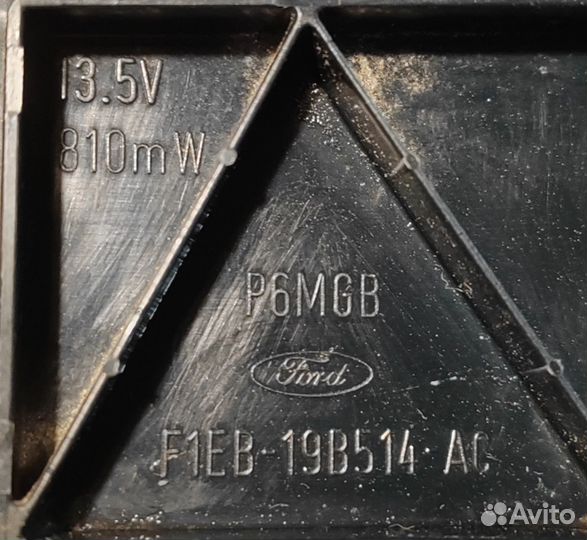 13.5V
810mW
P6MGB
Ford
F1EB-19B514-AC
Avito